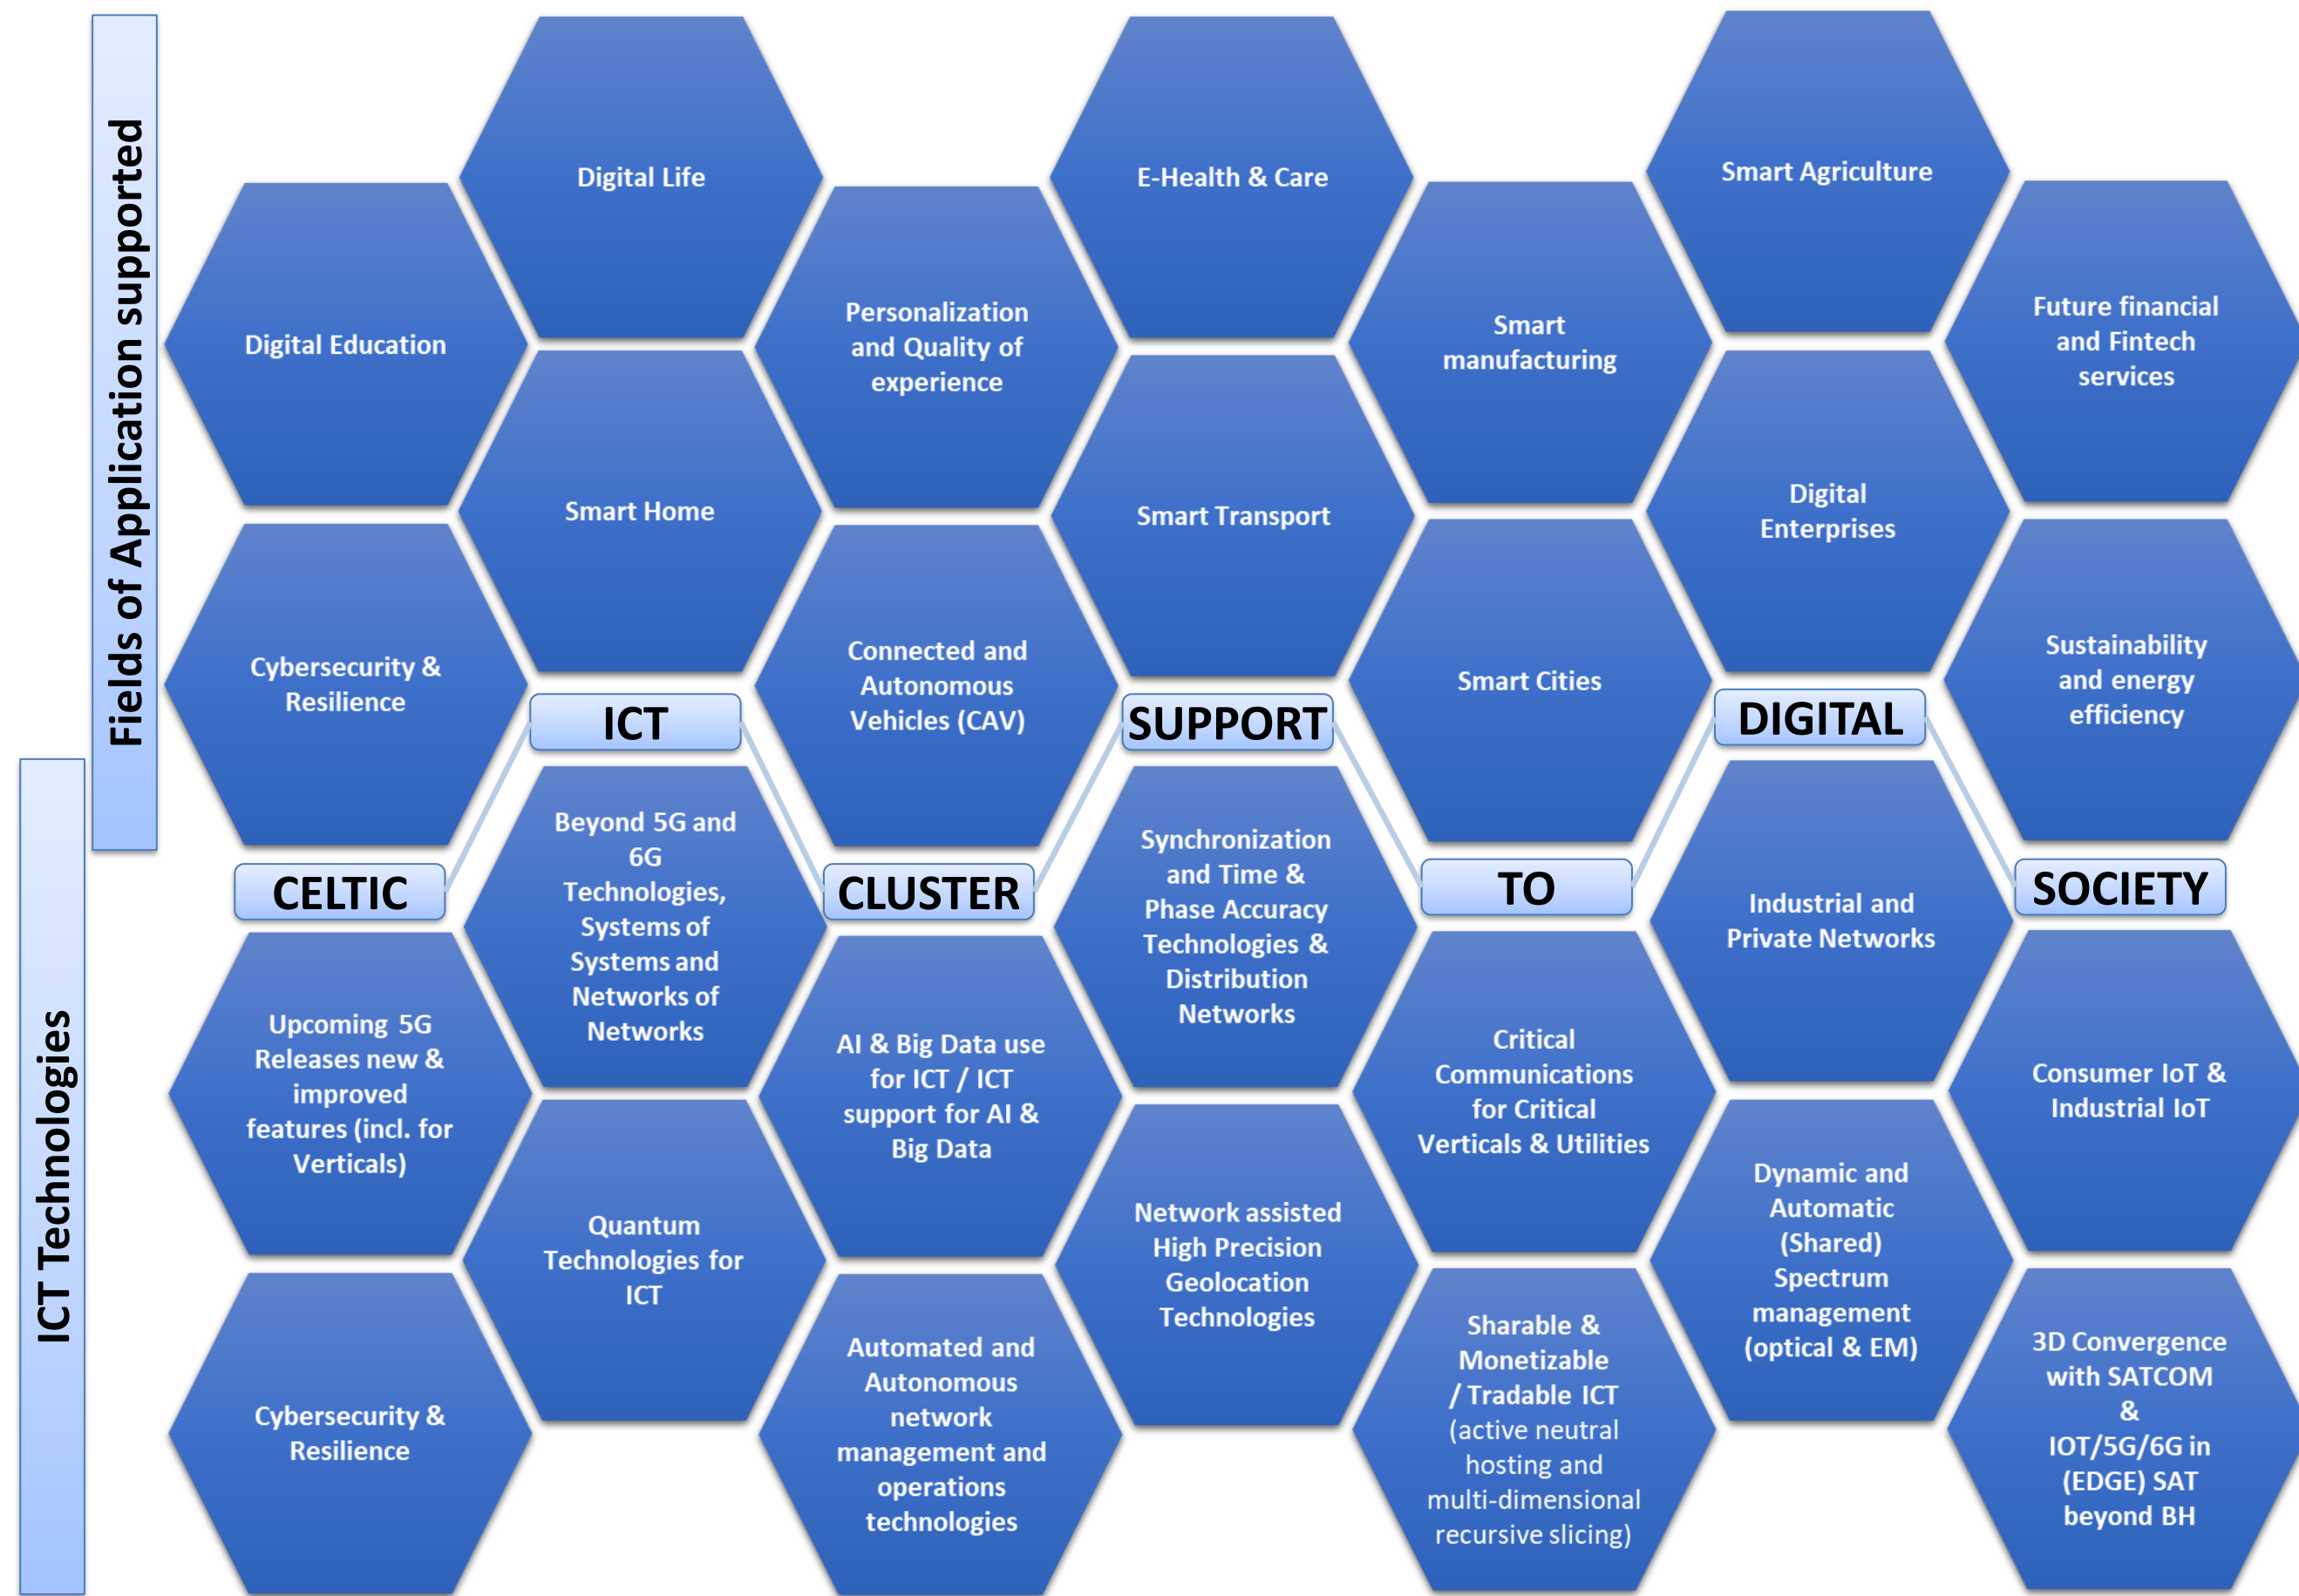 Fields of Application supported
Digital Life
E-Health & Care
Smart Agriculture
Digital Education
Personalization
and Quality of
experience
Smart
manufacturing
Future financial
and Fintech
services
Smart Home
Smart Transport
Digital
Enterprises
Cybersecurity &
Resilience
Connected and
Autonomous
Vehicles (CAV)
Smart Cities
Sustainability
and energy
efficiency
CELTIC
ICT
CLUSTER
SUPPORT
TO
DIGITAL
SOCIETY
ICT Technologies
Beyond 5G and
6G
Technologies,
Systems of
Systems and
Networks of
Networks
Synchronization
and Time &
Phase Accuracy
Technologies &
Distribution
Networks
Industrial and
Private Networks
Upcoming 5G
Releases new &
improved
features (incl. for
Verticals)
AI & Big Data use
for ICT / ICT
support for AI &
Big Data
Critical
Communications
for Critical
Verticals & Utilities
Consumer IoT &
Industrial IoT
Quantum
Technologies for
ICT
Network assisted
High Precision
Geolocation
Technologies
Dynamic and
Automatic
(Shared)
Spectrum
management
(optical & EM)
Cybersecurity &
Resilience
Automated and
Autonomous
network
management and
operations
technologies
Sharable &
Monetizable
/ Tradable ICT
(active neutral
hosting and
multi-dimensional
recursive slicing)
3D Convergence
with SATCOM
&
IOT/5G/6G in
(EDGE) SAT
beyond BH